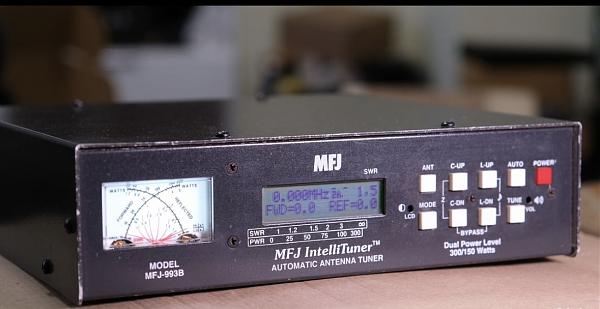 MFJ
SWR
0.000MHz 1.5
FWD=0.0 REF=0.0
SWR 1 1.2 1.5 2 3 ∞
PWR 0 25 50 75 100 300
MFJ IntelliTuner™
AUTOMATIC ANTENNA TUNER
WATTS WATTS
FORWARD REFLECTED
MODEL
MFJ-993B
LCD
ANT C-UP L-UP AUTO POWER
MODE C-DN L-DN TUNE
VOL
BYPASS
Dual Power Level
300/150 Watts